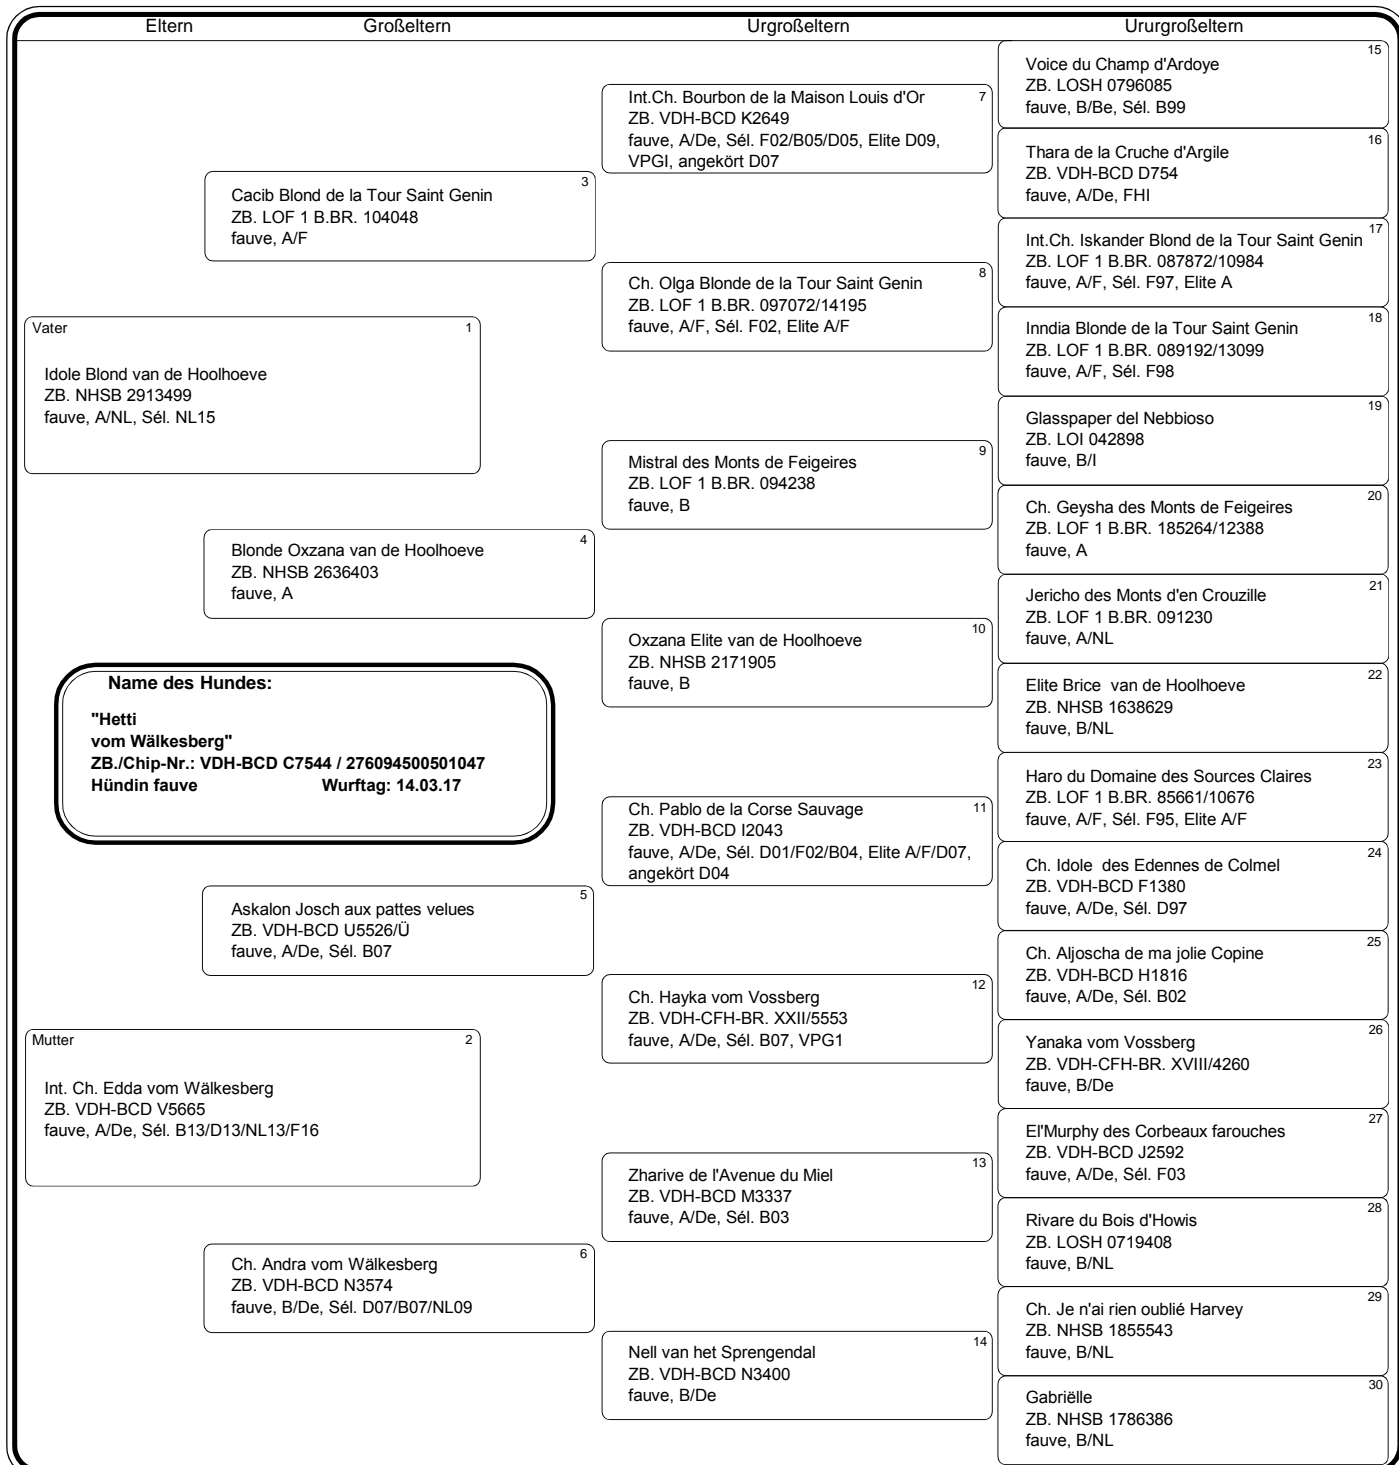 Eltern Großeltern Urgroßeltern Ururgroßeltern
Vater 1
Idole Blond van de Hoolhoeve
ZB. NHSB 2913499
fauve, A/NL, Sél. NL15
Name des Hundes:
"Hetti
vom Wälkesberg"
ZB./Chip-Nr.: VDH-BCD C7544 / 276094500501047
Hündin fauve Wurftag: 14.03.17
Mutter 2
Int. Ch. Edda vom Wälkesberg
ZB. VDH-BCD V5665
fauve, A/De, Sél. B13/D13/NL13/F16
3
Cacib Blond de la Tour Saint Genin
ZB. LOF 1 B.BR. 104048
fauve, A/F
4
Blonde Oxzana van de Hoolhoeve
ZB. NHSB 2636403
fauve, A
5
Askalon Josch aux pattes velues
ZB. VDH-BCD U5526/Ü
fauve, A/De, Sél. B07
6
Ch. Andra vom Wälkesberg
ZB. VDH-BCD N3574
fauve, B/De, Sél. D07/B07/NL09
Int.Ch. Bourbon de la Maison Louis d'Or 7
ZB. VDH-BCD K2649
fauve, A/De, Sél. F02/B05/D05, Elite D09,
VPGI, angekört D07
8
Ch. Olga Blonde de la Tour Saint Genin
ZB. LOF 1 B.BR. 097072/14195
fauve, A/F, Sél. F02, Elite A/F
9
Mistral des Monts de Feigeires
ZB. LOF 1 B.BR. 094238
fauve, B
10
Oxzana Elite van de Hoolhoeve
ZB. NHSB 2171905
fauve, B
Ch. Pablo de la Corse Sauvage 11
ZB. VDH-BCD I2043
fauve, A/De, Sél. D01/F02/B04, Elite A/F/D07,
angekört D04
12
Ch. Hayka vom Vossberg
ZB. VDH-CFH-BR. XXII/5553
fauve, A/De, Sél. B07, VPG1
13
Zharive de l'Avenue du Miel
ZB. VDH-BCD M3337
fauve, A/De, Sél. B03
14
Nell van het Sprengendal
ZB. VDH-BCD N3400
fauve, B/De
15
Voice du Champ d'Ardoye
ZB. LOSH 0796085
fauve, B/Be, Sél. B99
16
Thara de la Cruche d'Argile
ZB. VDH-BCD D754
fauve, A/De, FHI
17
Int.Ch. Iskander Blond de la Tour Saint Genin
ZB. LOF 1 B.BR. 087872/10984
fauve, A/F, Sél. F97, Elite A
18
Inndia Blonde de la Tour Saint Genin
ZB. LOF 1 B.BR. 089192/13099
fauve, A/F, Sél. F98
19
Glasspaper del Nebbioso
ZB. LOI 042898
fauve, B/I
20
Ch. Geysha des Monts de Feigeires
ZB. LOF 1 B.BR. 185264/12388
fauve, A
21
Jericho des Monts d'en Crouzille
ZB. LOF 1 B.BR. 091230
fauve, A/NL
22
Elite Brice van de Hoolhoeve
ZB. NHSB 1638629
fauve, B/NL
23
Haro du Domaine des Sources Claires
ZB. LOF 1 B.BR. 85661/10676
fauve, A/F, Sél. F95, Elite A/F
24
Ch. Idole des Edennes de Colmel
ZB. VDH-BCD F1380
fauve, A/De, Sél. D97
25
Ch. Aljoscha de ma jolie Copine
ZB. VDH-BCD H1816
fauve, A/De, Sél. B02
26
Yanaka vom Vossberg
ZB. VDH-CFH-BR. XVIII/4260
fauve, B/De
27
El'Murphy des Corbeaux farouches
ZB. VDH-BCD J2592
fauve, A/De, Sél. F03
28
Rivare du Bois d'Howis
ZB. LOSH 0719408
fauve, B/NL
29
Ch. Je n'ai rien oublié Harvey
ZB. NHSB 1855543
fauve, B/NL
30
Gabriëlle
ZB. NHSB 1786386
fauve, B/NL